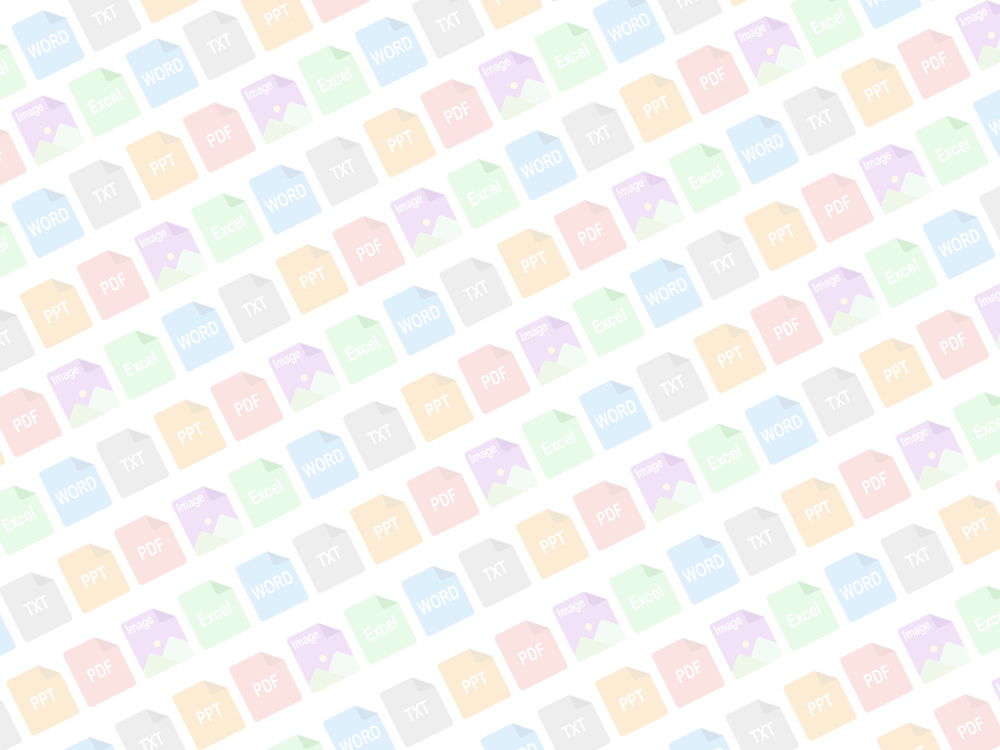 WORD TXT
Image Excel WORD TXT PPT
WORD TXT PPT PDF Image Excel WORD TXT
PPT PDF Image Excel WORD TXT PPT PDF Image Excel WORD
PDF Image Excel WORD TXT PPT PDF Image Excel WORD TXT PPT PDF Image Excel
Excel WORD TXT PPT PDF Image Excel WORD TXT PPT PDF Image Excel WORD TXT PPT PDF Image
TXT PPT PDF Image Excel WORD TXT PPT PDF Image Excel WORD TXT PPT PDF Image Excel
PPT PDF Image Excel WORD TXT PPT PDF Image Excel WORD TXT PPT PDF Image Excel WORD
TXT PPT PDF Image Excel WORD TXT PPT PDF Image Excel WORD TXT PPT PDF
WORD TXT PPT PDF Image Excel WORD TXT PPT PDF Image Excel
TXT PPT PDF Image Excel WORD TXT PPT
TXT PPT PDF Image Excel
PDF